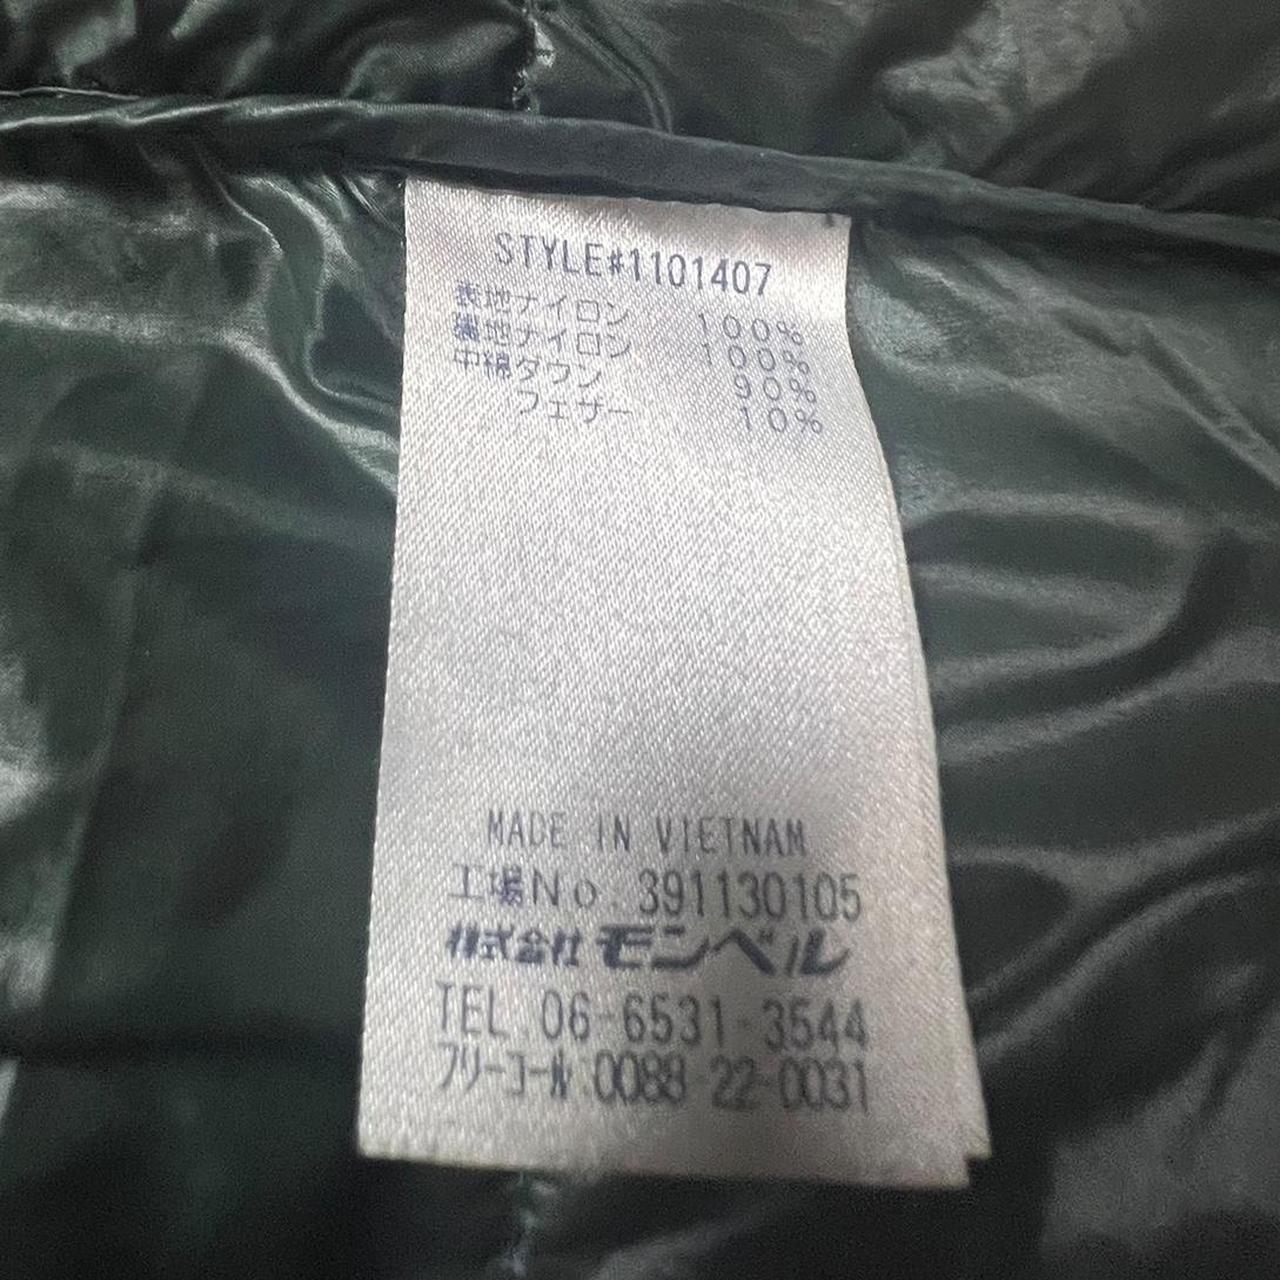 STYLE#1101407
表地ナイロン 100%
裏地ナイロン 100%
中綿ダウン 90%
フェザー 10%
MADE IN VIETNAM
工場No. 391130105
株式会社モンベル
TEL.06-6531-3544
フリーコール:0088-22-0031